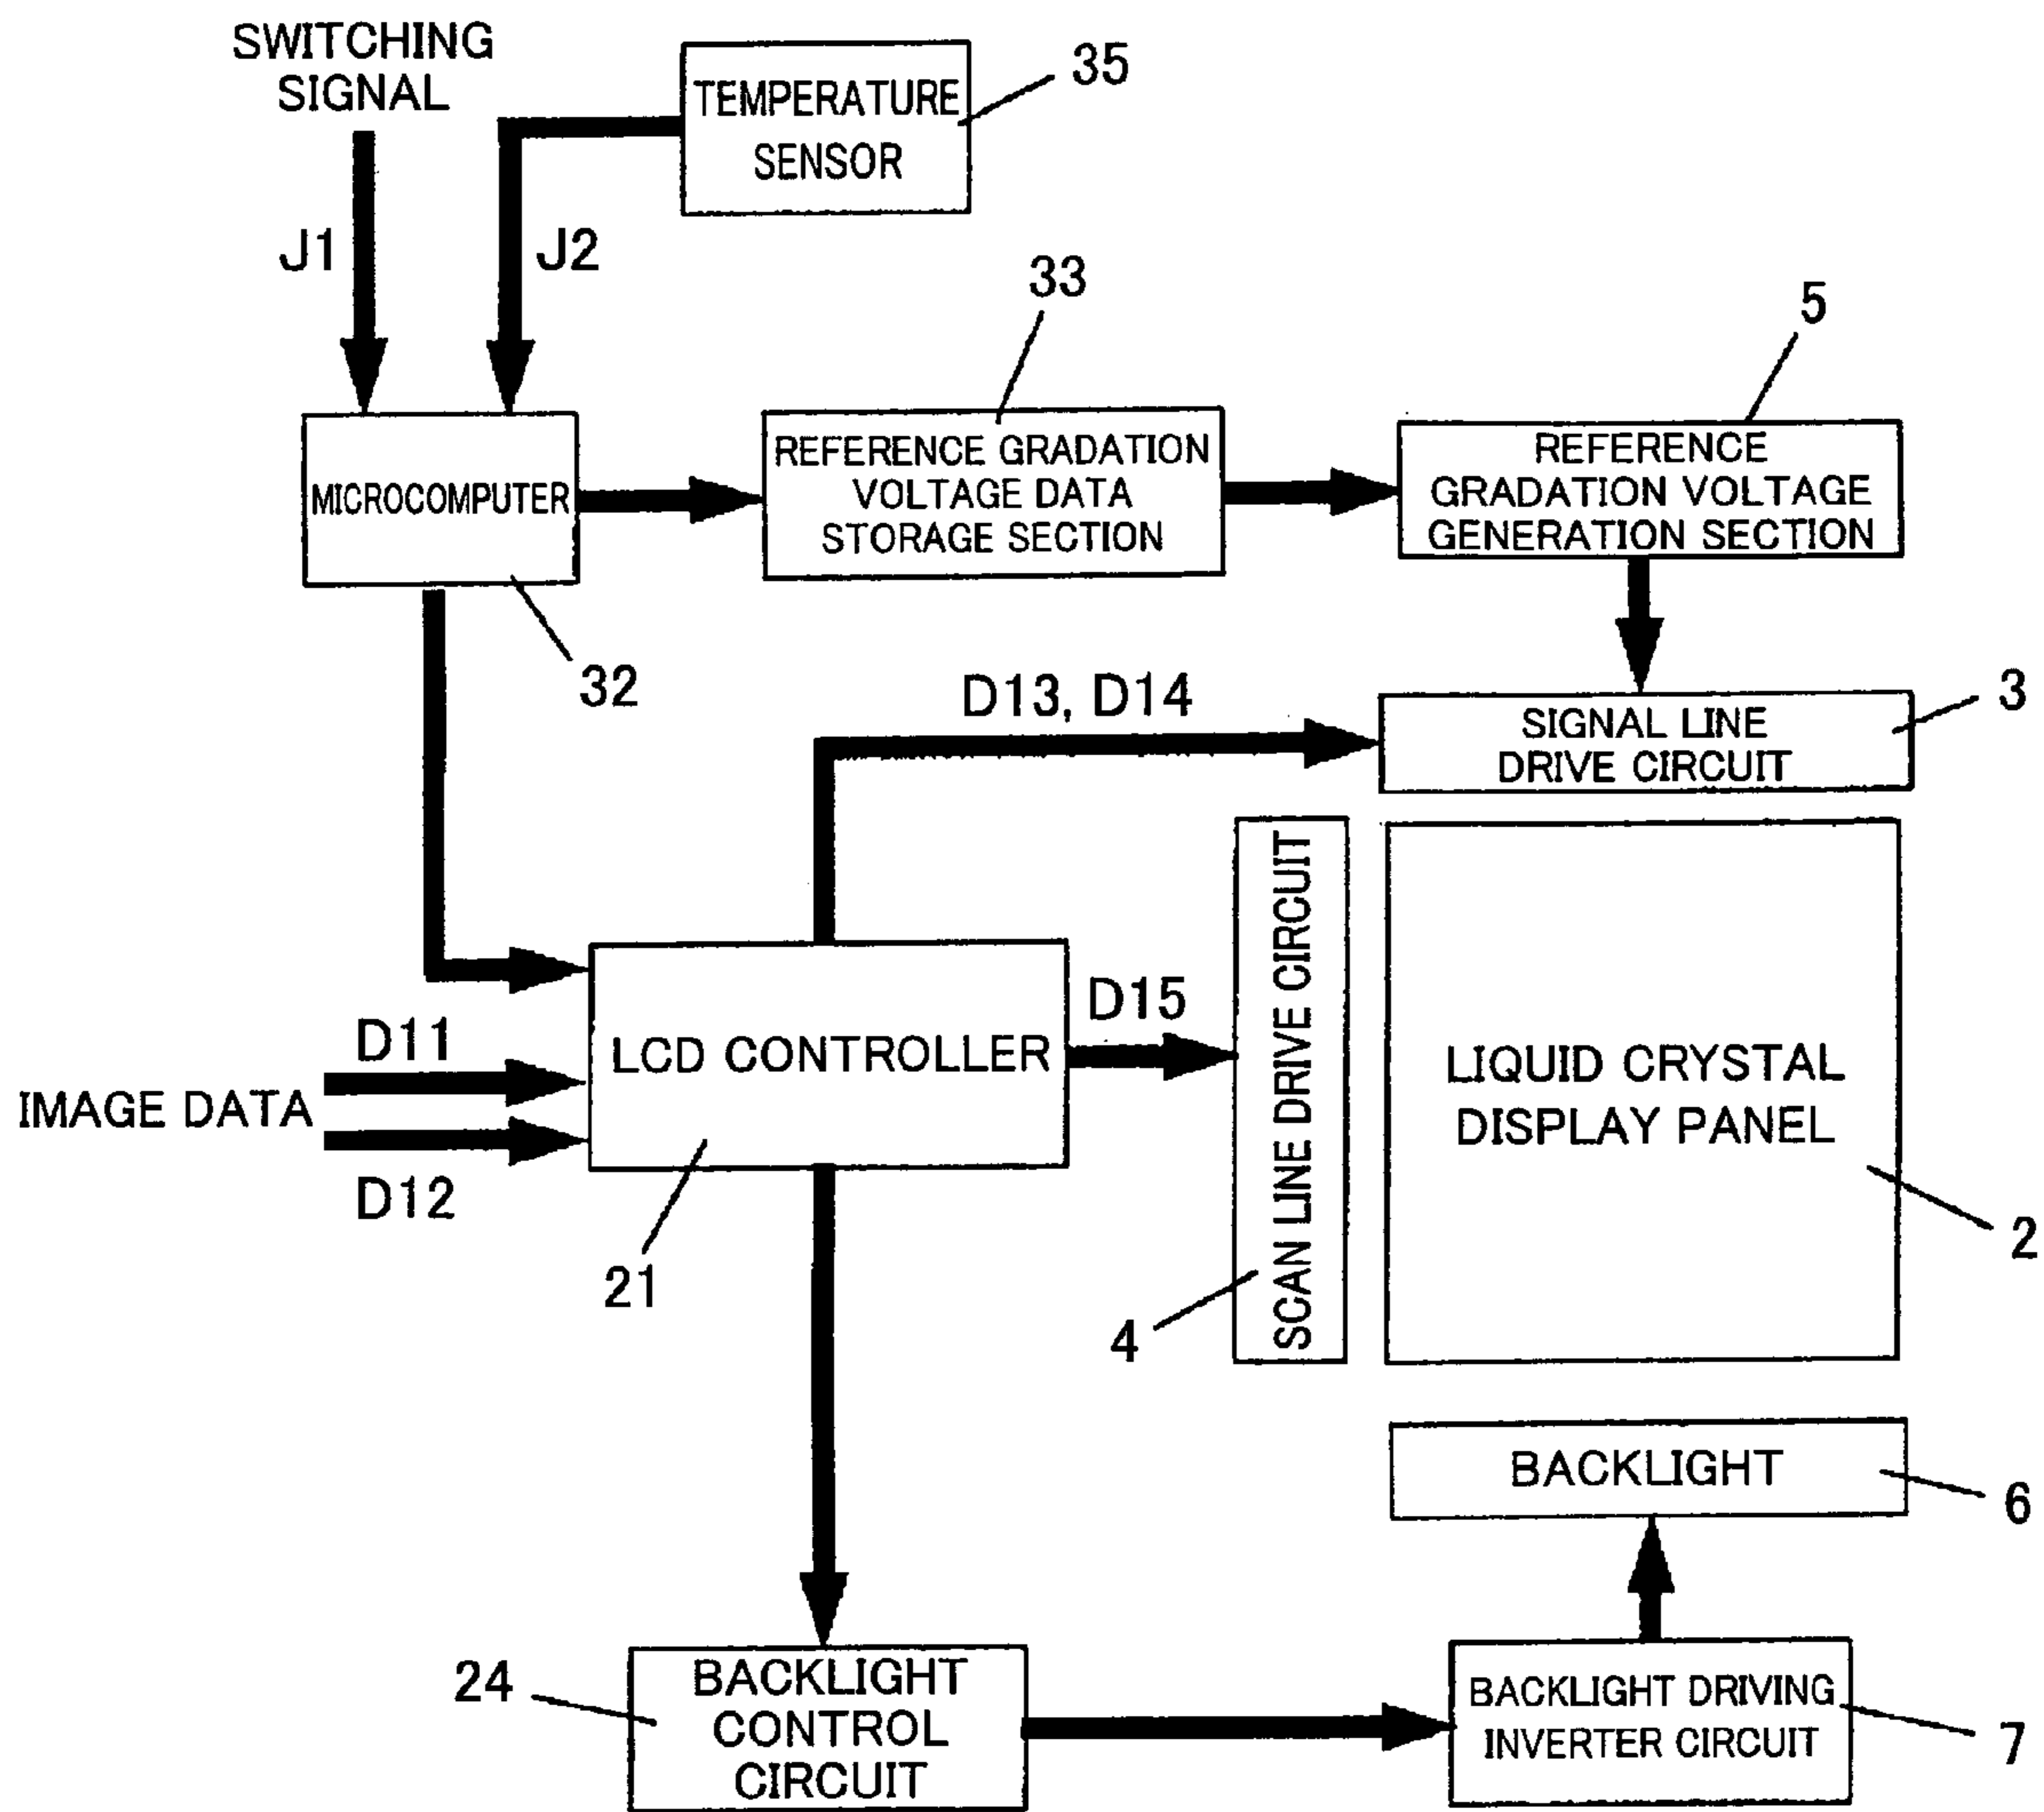 SWITCHING
SIGNAL
TEMPERATURE
SENSOR
35
J1
J2
33
5
MICROCOMPUTER
REFERENCE GRADATION
VOLTAGE DATA
STORAGE SECTION
REFERENCE
GRADATION VOLTAGE
GENERATION SECTION
32
D13, D14
SIGNAL LINE
DRIVE CIRCUIT
3
SCAN LINE DRIVE CIRCUIT
D15
D11
LCD CONTROLLER
IMAGE DATA
D12
LIQUID CRYSTAL
DISPLAY PANEL
2
21
4
BACKLIGHT
6
24
BACKLIGHT
CONTROL
CIRCUIT
BACKLIGHT DRIVING
INVERTER CIRCUIT
7